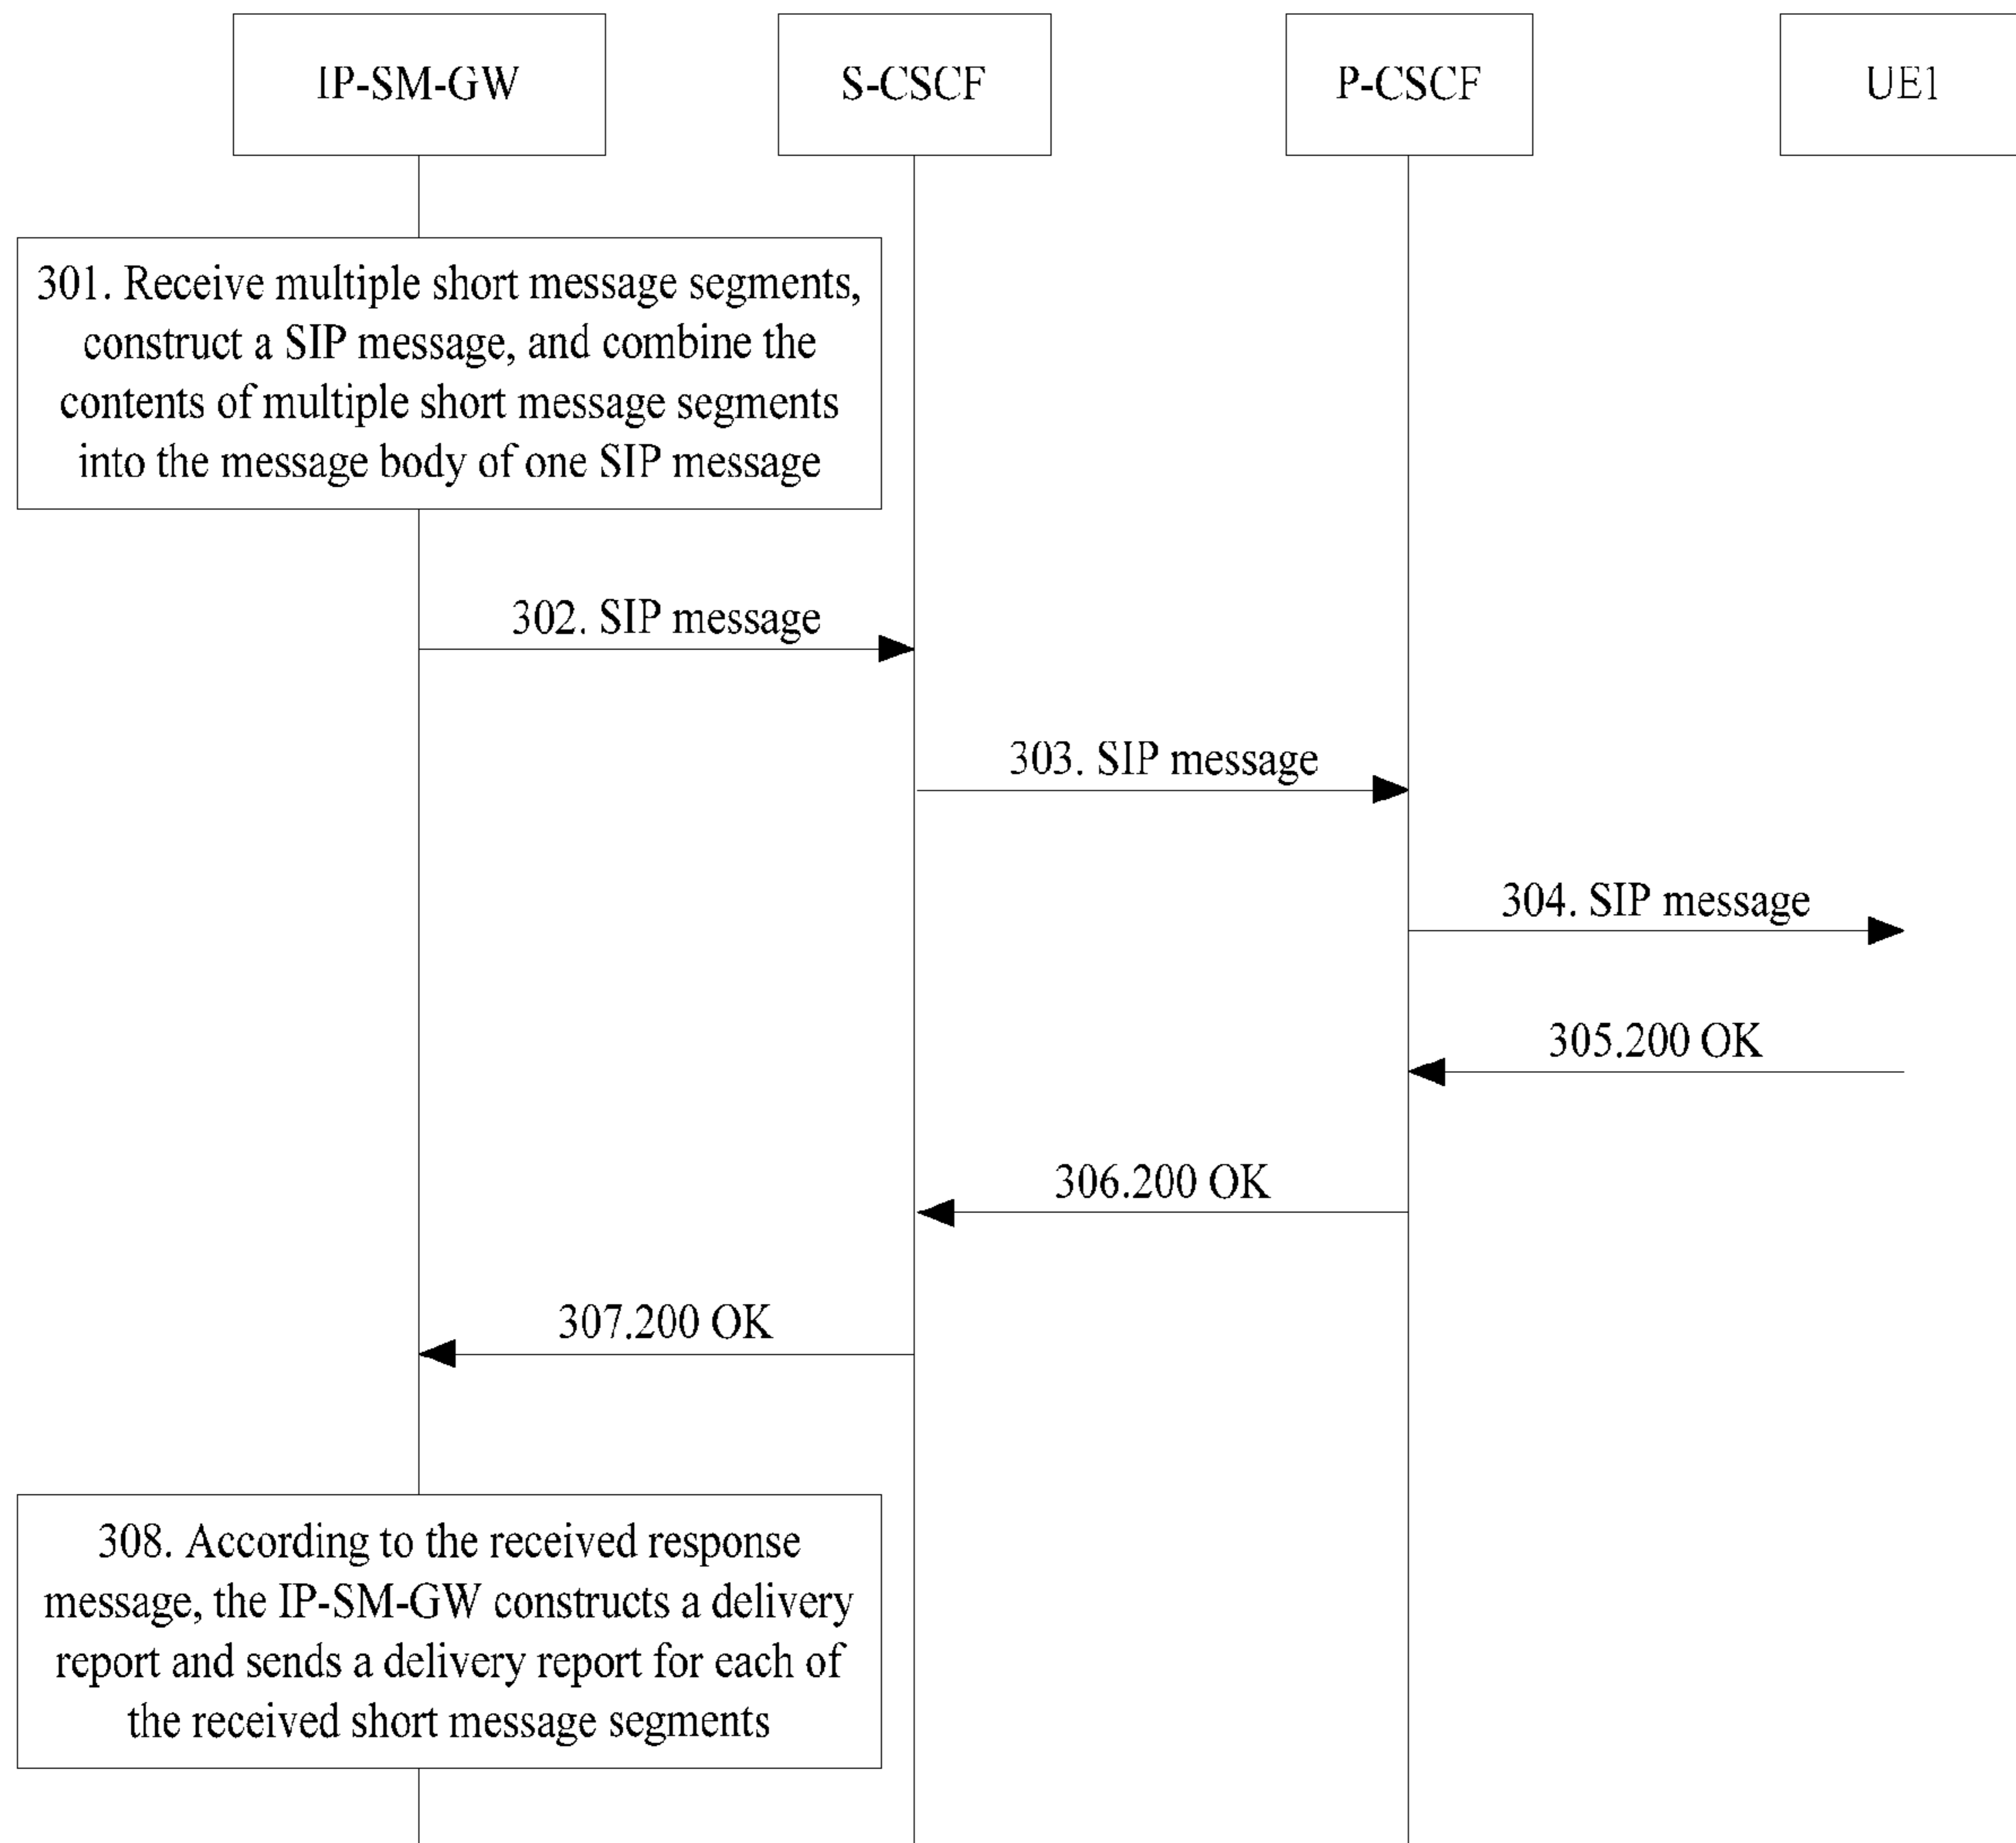 IP-SM-GW
S-CSCF
P-CSCF
UE1
301. Receive multiple short message segments,
construct a SIP message, and combine the
contents of multiple short message segments
into the message body of one SIP message
302. SIP message
303. SIP message
304. SIP message
305.200 OK
306.200 OK
307.200 OK
308. According to the received response
message, the IP-SM-GW constructs a delivery
report and sends a delivery report for each of
the received short message segments